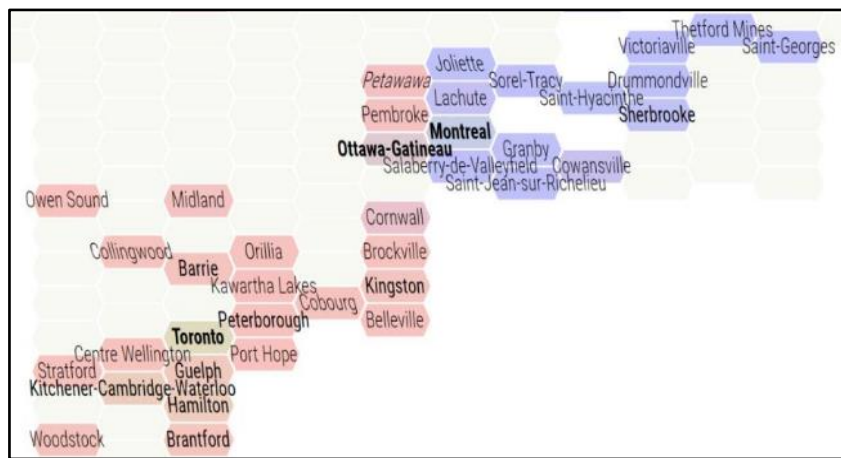 Thetford Mines
Victoriaville
Saint-Georges
Joliette
Petawawa
Sorel-Tracy
Drummondville
Lachute
Saint-Hyacinthe
Pembroke
Sherbrooke
Montreal
Ottawa-Gatineau
Granby
Salaberry-de-Valleyfield
Cowansville
Saint-Jean-sur-Richelieu
Owen Sound
Midland
Cornwall
Collingwood
Orillia
Brockville
Barrie
Kawartha Lakes
Kingston
Cobourg
Peterborough
Belleville
Toronto
Centre Wellington
Port Hope
Stratford
Guelph
Kitchener-Cambridge-Waterloo
Hamilton
Woodstock
Brantford